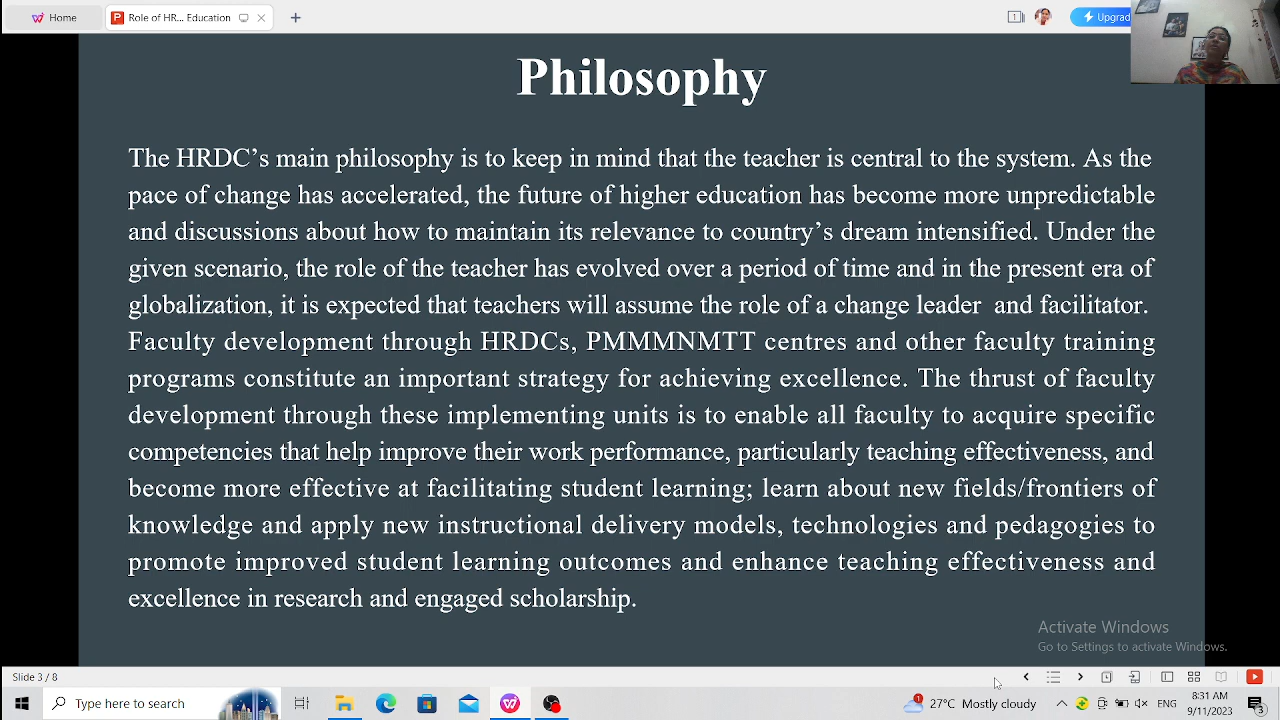 Home
Role of HR... Education
1
Upgrad
Philosophy
The HRDC’s main philosophy is to keep in mind that the teacher is central to the system. As the
pace of change has accelerated, the future of higher education has become more unpredictable
and discussions about how to maintain its relevance to country’s dream intensified. Under the
given scenario, the role of the teacher has evolved over a period of time and in the present era of
globalization, it is expected that teachers will assume the role of a change leader and facilitator.
Faculty development through HRDCs, PMMMNMTT centres and other faculty training
programs constitute an important strategy for achieving excellence. The thrust of faculty
development through these implementing units is to enable all faculty to acquire specific
competencies that help improve their work performance, particularly teaching effectiveness, and
become more effective at facilitating student learning; learn about new fields/frontiers of
knowledge and apply new instructional delivery models, technologies and pedagogies to
promote improved student learning outcomes and enhance teaching effectiveness and
excellence in research and engaged scholarship.
Activate Windows
Go to Settings to activate Windows.
Slide 3 / 8
Type here to search
1
27°C Mostly cloudy
8:31 AM
9/11/2023
3